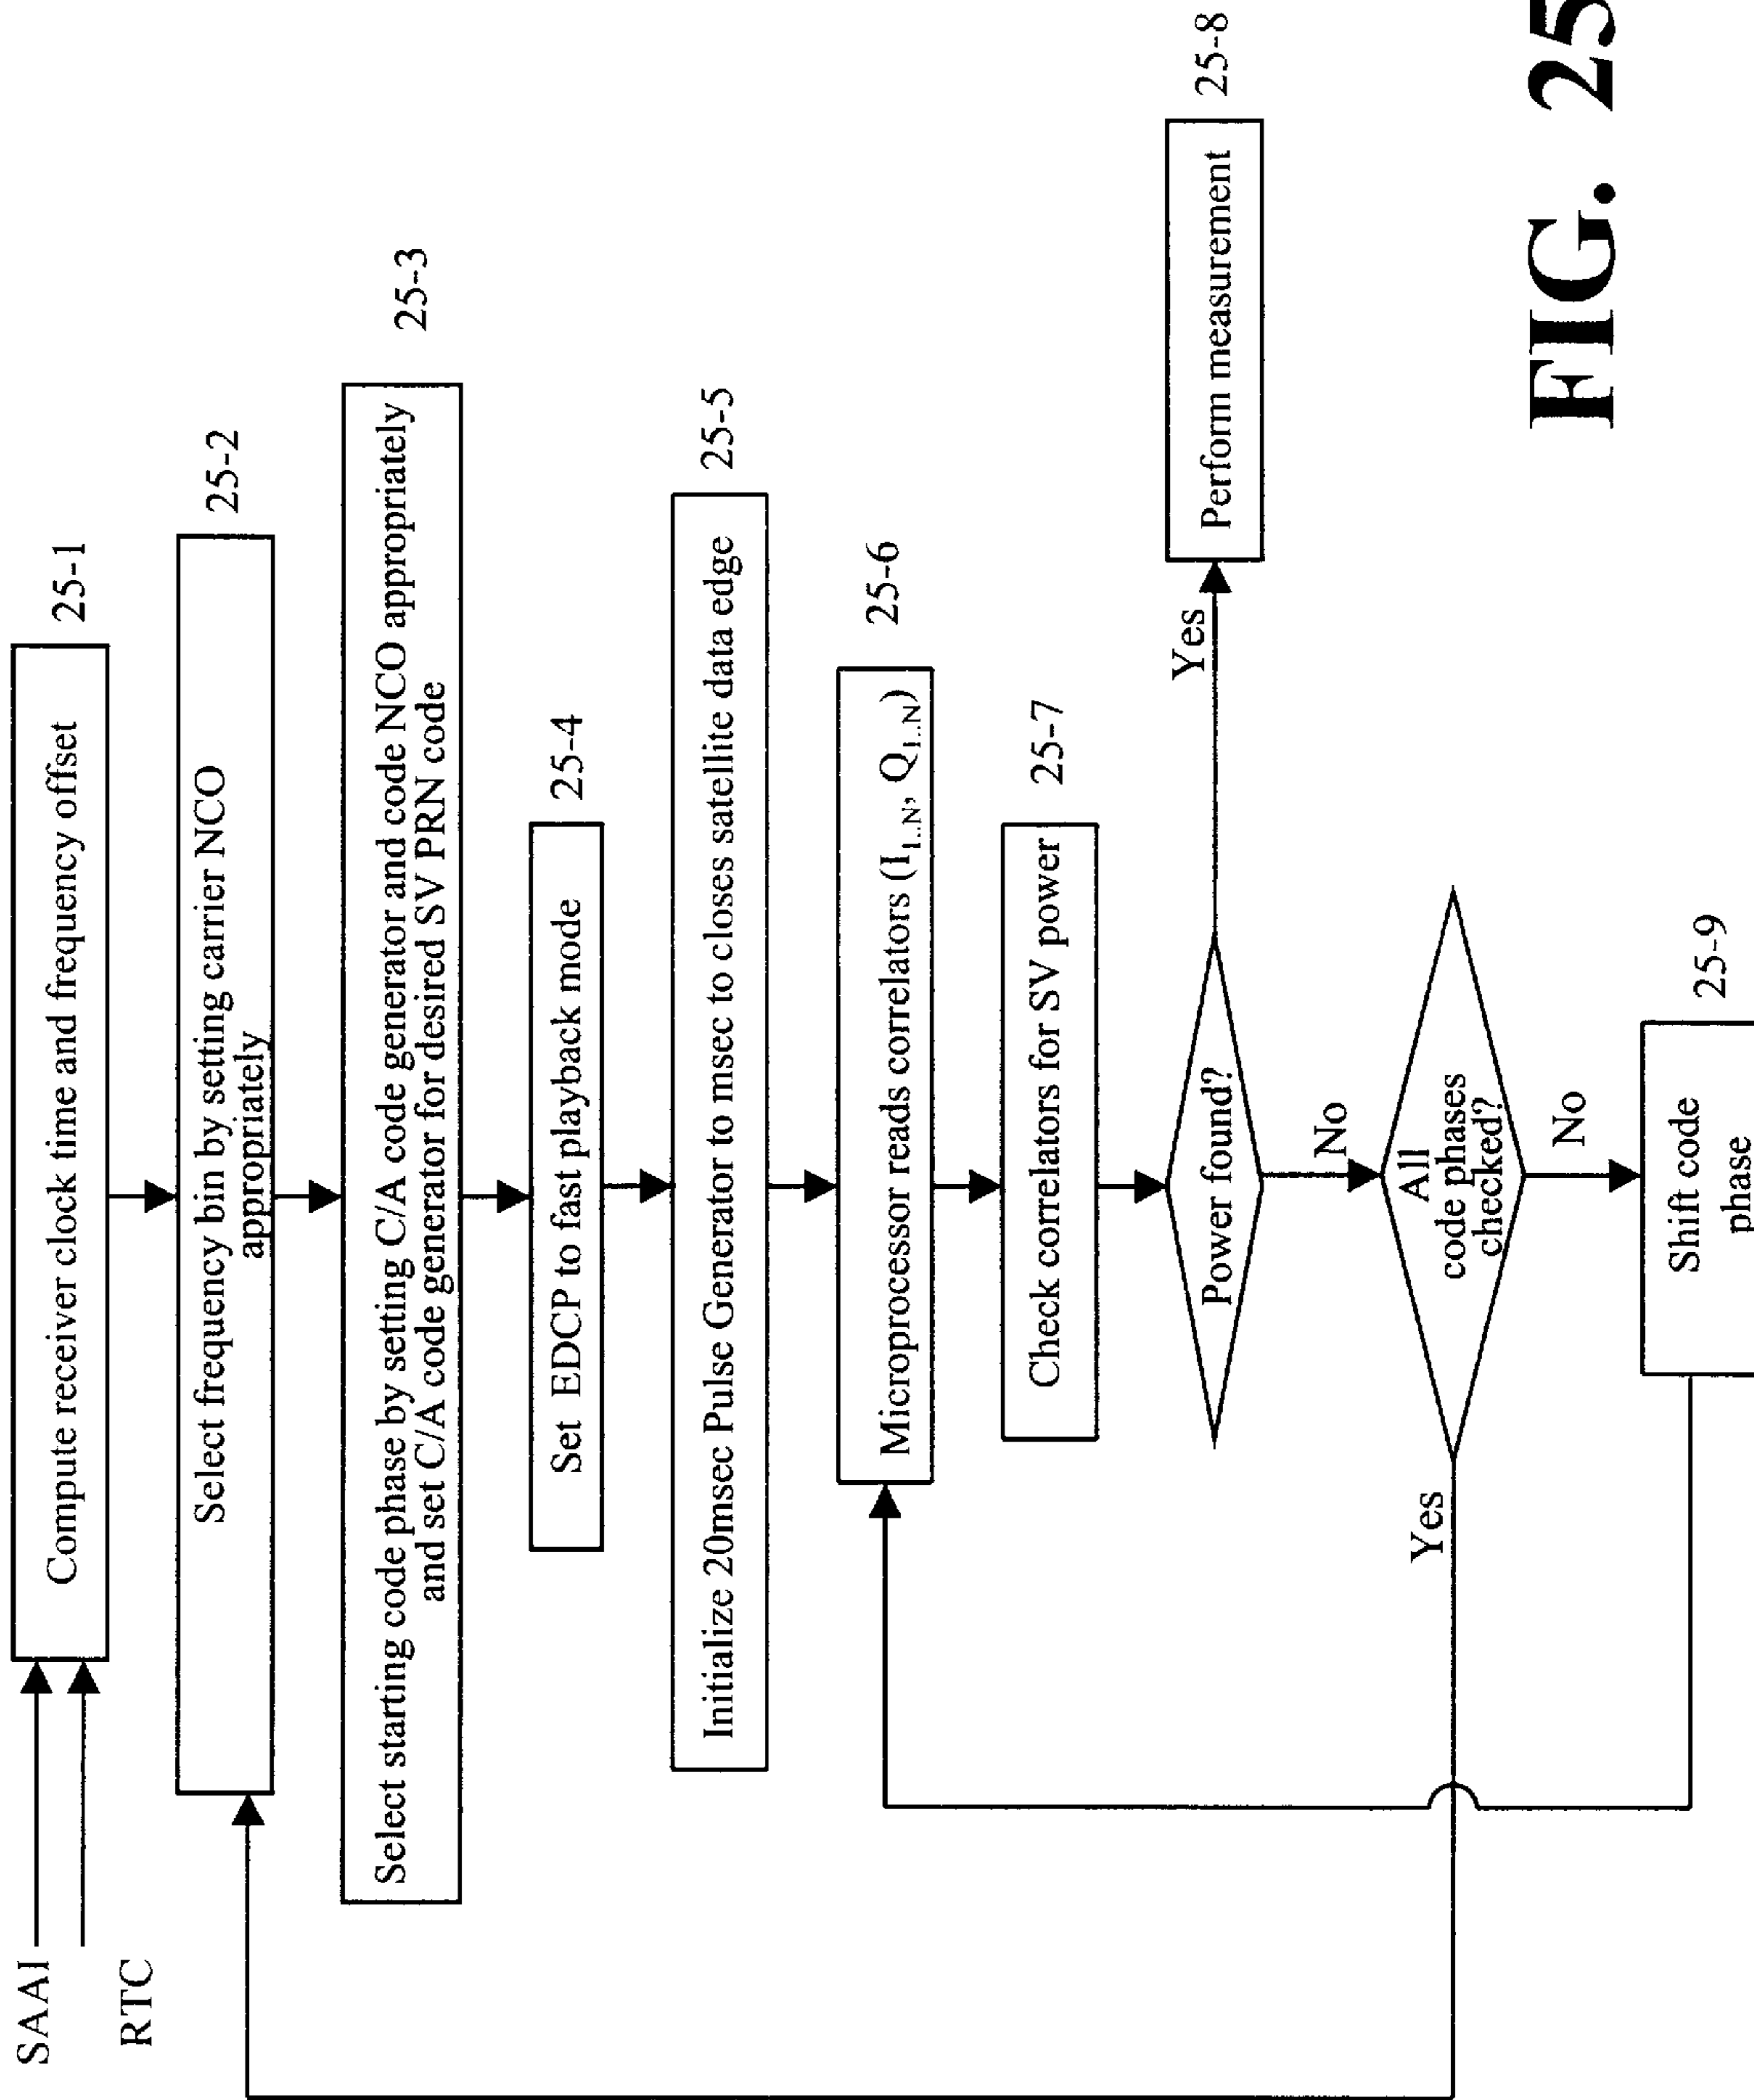 SAAI
RTC
Compute receiver clock time and frequency offset
25-1
Select frequency bin by setting carrier NCO
appropriately
25-2
Select starting code phase by setting C/A code generator and code NCO appropriately
and set C/A code generator for desired SV PRN code
25-3
Set EDCP to fast playback mode
25-4
Initialize 20msec Pulse Generator to msec to closes satellite data edge
25-5
Microprocessor reads correlators (I1..N, Q1..N)
25-6
Check correlators for SV power
25-7
Power found?
Yes
Perform measurement
25-8
No
All
code phases
checked?
Yes
No
Shift code
phase
25-9
FIG. 25